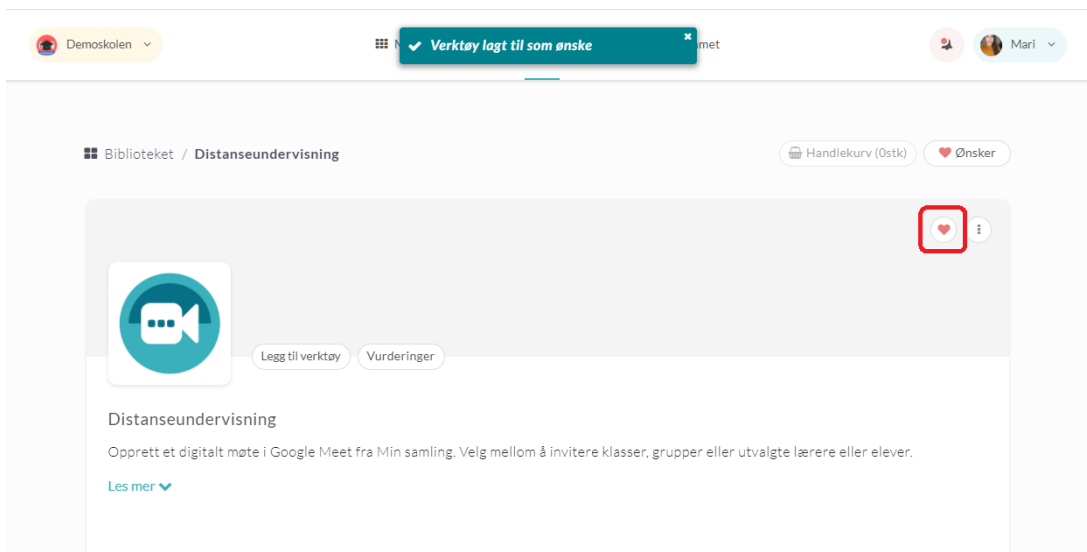 Demoskolen
Verktøy lagt til som ønske
Mari
Biblioteket / Distanseundervisning
Handlekurv (0stk)
Ønsker
Legg til verktøy
Vurderinger
Distanseundervisning
Opprett et digitalt møte i Google Meet fra Min samling. Velg mellom å invitere klasser, grupper eller utvalgte lærere eller elever.
Les mer